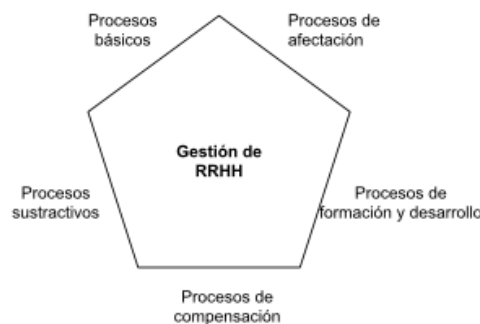 Procesos
básicos
Procesos de
afectación
Gestión de
RRHH
Procesos
sustractivos
Procesos de
formación y desarrollo
Procesos de
compensación